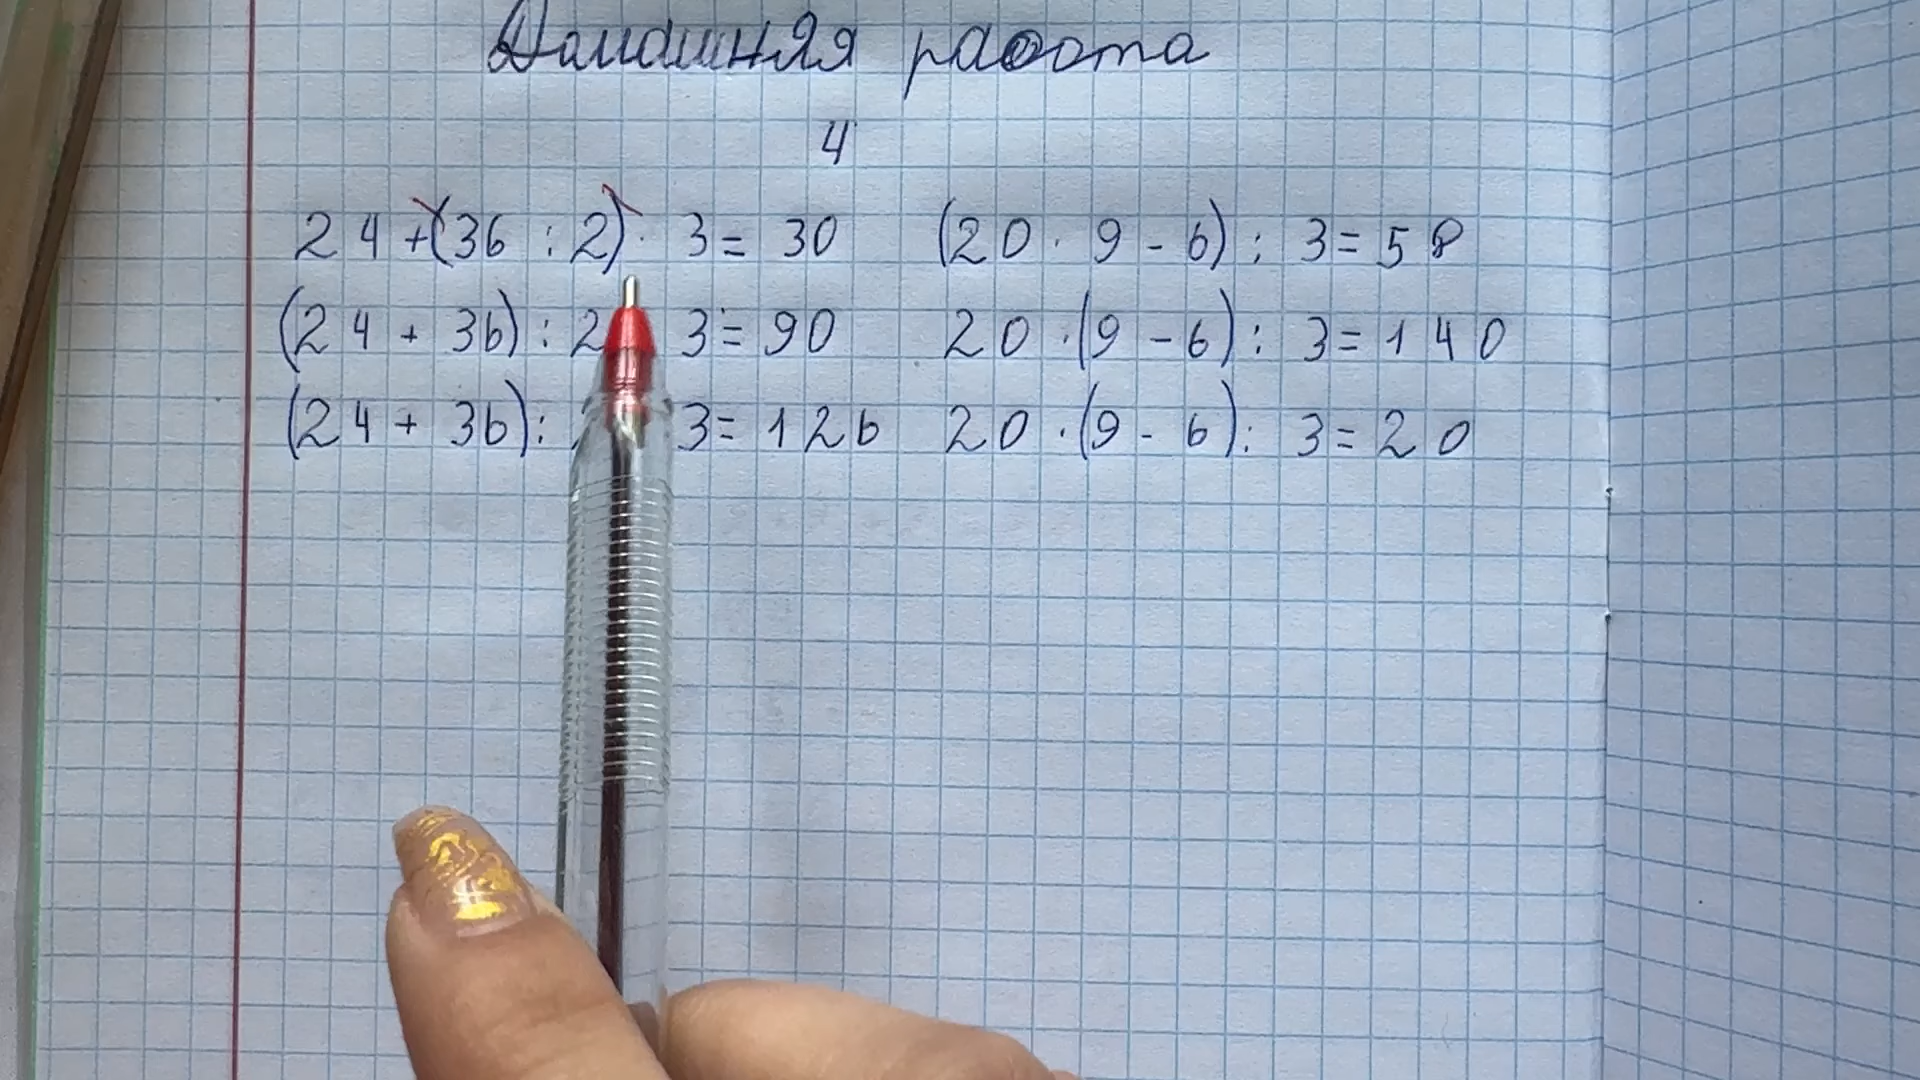 Домашняя работа
4
24 + (36 : 2) · 3 = 30 (20 · 9 - 6) : 3 = 58
(24 + 36) : 2 3 = 90 20 · (9 - 6) : 3 = 140
(24 + 36) : 3 = 126 20 · (9 - 6) : 3 = 20